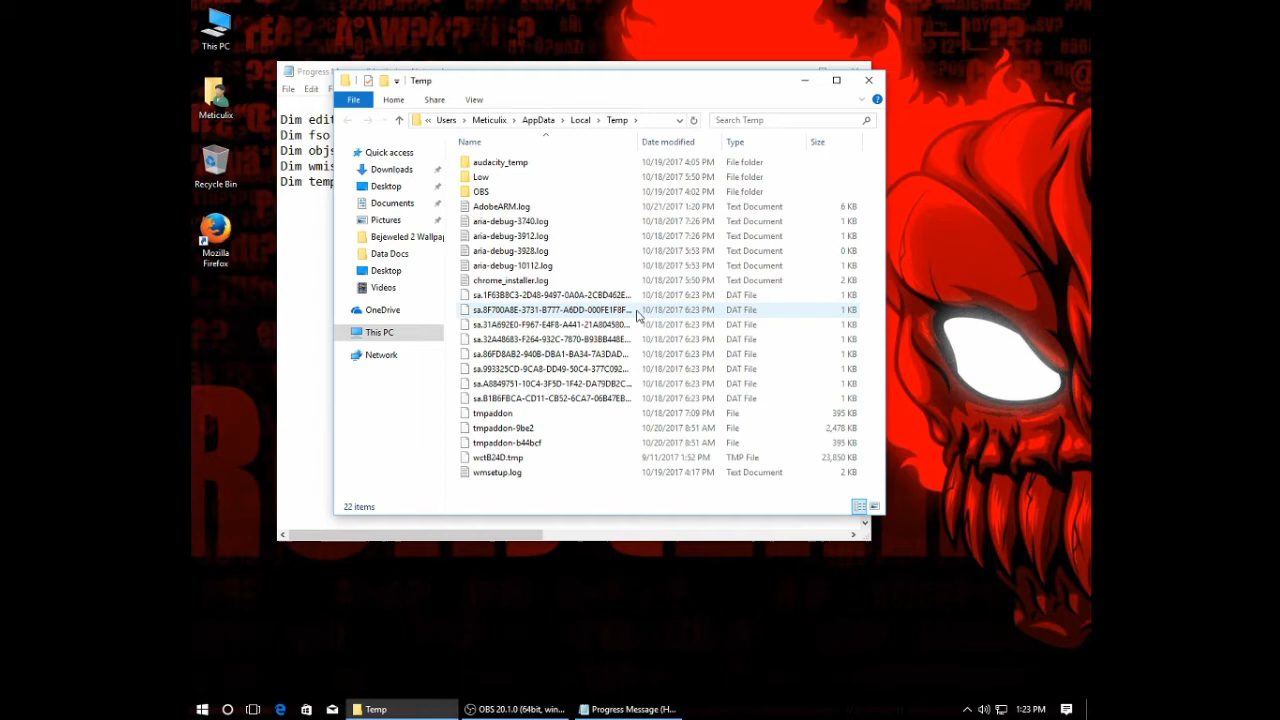 This PC
Meticulix
Recycle Bin
Mozilla
Firefox
Progress
File Edit
Dim edit
Dim fso
Dim objs
Dim wmis
Dim temp
Temp
File Home Share View
« Users > Meticulix > AppData > Local > Temp >
Search Temp
Name Date modified Type Size
Quick access
Downloads
Desktop
Documents
Pictures
Bejeweled 2 Wallpap
Data Docs
Desktop
Videos
OneDrive
This PC
Network
audacity_temp 10/19/2017 4:05 PM File folder
Low 10/18/2017 5:50 PM File folder
OBS 10/19/2017 4:02 PM File folder
AdobeARM.log 10/21/2017 1:20 PM Text Document 6 KB
aria-debug-3740.log 10/18/2017 7:26 PM Text Document 1 KB
aria-debug-3912.log 10/18/2017 7:26 PM Text Document 1 KB
aria-debug-3928.log 10/18/2017 5:53 PM Text Document 0 KB
aria-debug-10112.log 10/18/2017 5:53 PM Text Document 1 KB
chrome_installer.log 10/18/2017 5:50 PM Text Document 2 KB
sa.1F63B8C3-2D48-9497-0A0A-2CBD462E... 10/18/2017 6:23 PM DAT File 1 KB
sa.8F700A8E-3731-B777-A6DD-000FE1F8F... 10/18/2017 6:23 PM DAT File 1 KB
sa.31A692E0-F967-E4F8-A441-21A804580... 10/18/2017 6:23 PM DAT File 1 KB
sa.32A48683-F264-932C-7870-B93BB448E... 10/18/2017 6:23 PM DAT File 1 KB
sa.86FD8AB2-940B-DBA1-BA34-7A3DAD... 10/18/2017 6:23 PM DAT File 1 KB
sa.993325CD-9CA8-DD49-50C4-377C092... 10/18/2017 6:23 PM DAT File 1 KB
sa.A8849751-10C4-3F5D-1F42-DA79DB2C... 10/18/2017 6:23 PM DAT File 1 KB
sa.B1B6FBCA-CD11-CB52-6CA7-06B47EB... 10/18/2017 6:23 PM DAT File 1 KB
tmpaddon 10/18/2017 7:09 PM File 395 KB
tmpaddon-9be2 10/20/2017 8:51 AM File 2,478 KB
tmpaddon-b44bcf 10/20/2017 8:51 AM File 395 KB
wctB24D.tmp 9/11/2017 1:52 PM TMP File 23,850 KB
wmsetup.log 10/19/2017 4:17 PM Text Document 2 KB
22 items
Temp
OBS 20.1.0 (64bit, win...
Progress Message (H...
1:23 PM